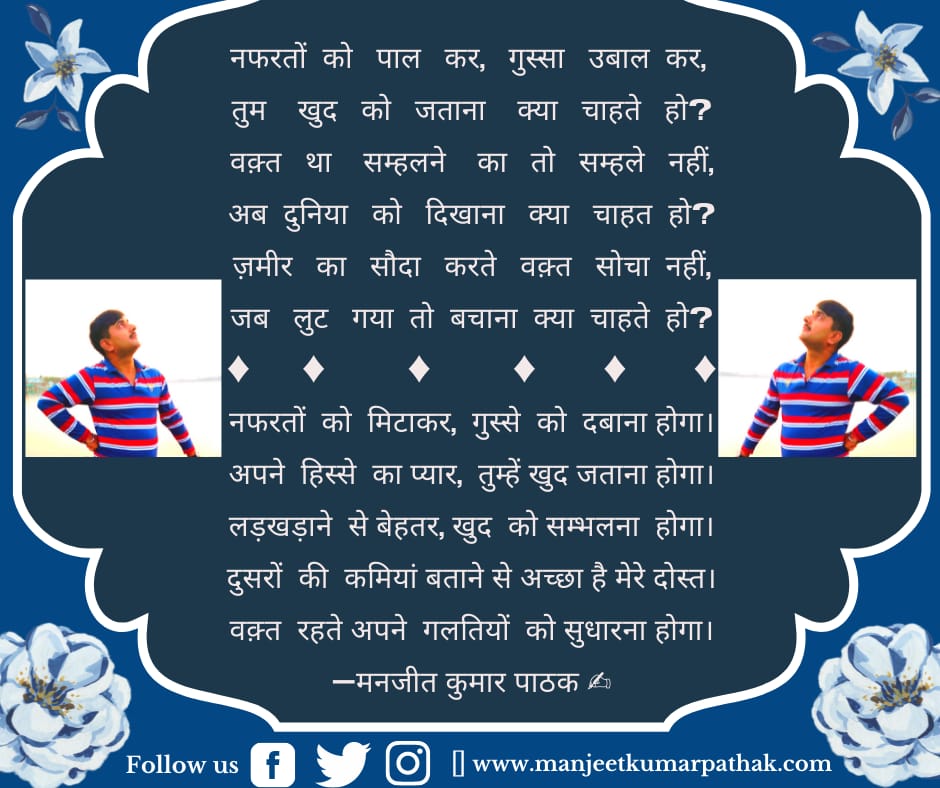 नफरतों को पाल कर, गुस्सा उबाल कर,
तुम खुद को जताना क्या चाहते हो?
वक़्त था सम्हलने का तो सम्हले नहीं,
अब दुनिया को दिखाना क्या चाहत हो?
ज़मीर का सौदा करते वक़्त सोचा नहीं,
जब लुट गया तो बचाना क्या चाहते हो?
♦ ♦ ♦ ♦ ♦ ♦
नफरतों को मिटाकर, गुस्से को दबाना होगा।
अपने हिस्से का प्यार, तुम्हें खुद जताना होगा।
लड़खड़ाने से बेहतर, खुद को सम्भलना होगा।
दुसरों की कमियां बताने से अच्छा है मेरे दोस्त।
वक़्त रहते अपने गलतियों को सुधारना होगा।
—मनजीत कुमार पाठक ✍
Follow us [] www.manjeetkumarpathak.com